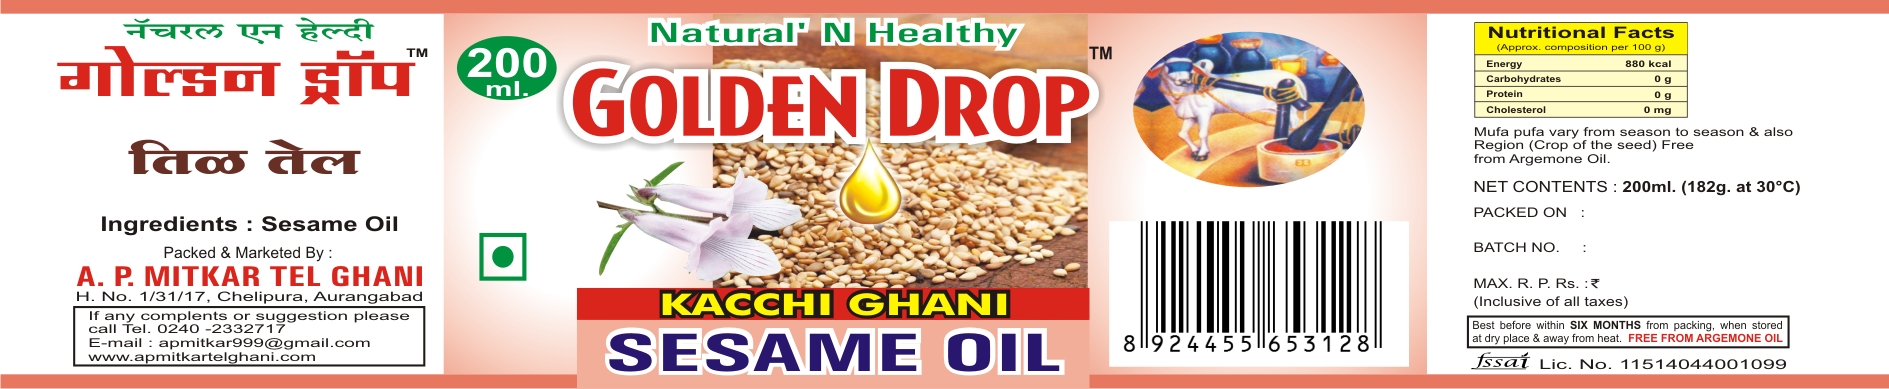 नॅचरल एन हेल्दी
गोल्डन ड्रॉप™
तिळ तेल
Ingredients : Sesame Oil
Packed & Marketed By :
A. P. MITKAR TEL GHANI
H. No. 1/31/17, Chelipura, Aurangabad
If any complents or suggestion please
call Tel. 0240 -2332717
E-mail : apmitkar999@gmail.com
www.apmitkartelghani.com
200
ml.
Natural' N Healthy
GOLDEN DROP™
KACCHI GHANI
SESAME OIL
8 924455 653128
Nutritional Facts
(Approx. composition per 100 g)
Energy 880 kcal
Carbohydrates 0 g
Protein 0 g
Cholesterol 0 mg
Mufa pufa vary from season to season & also
Region (Crop of the seed) Free
from Argemone Oil.
NET CONTENTS : 200ml. (182g. at 30°C)
PACKED ON :
BATCH NO. :
MAX. R. P. Rs. : ₹
(Inclusive of all taxes)
Best before within SIX MONTHS from packing, when stored
at dry place & away from heat. FREE FROM ARGEMONE OIL
fssai Lic. No. 11514044001099